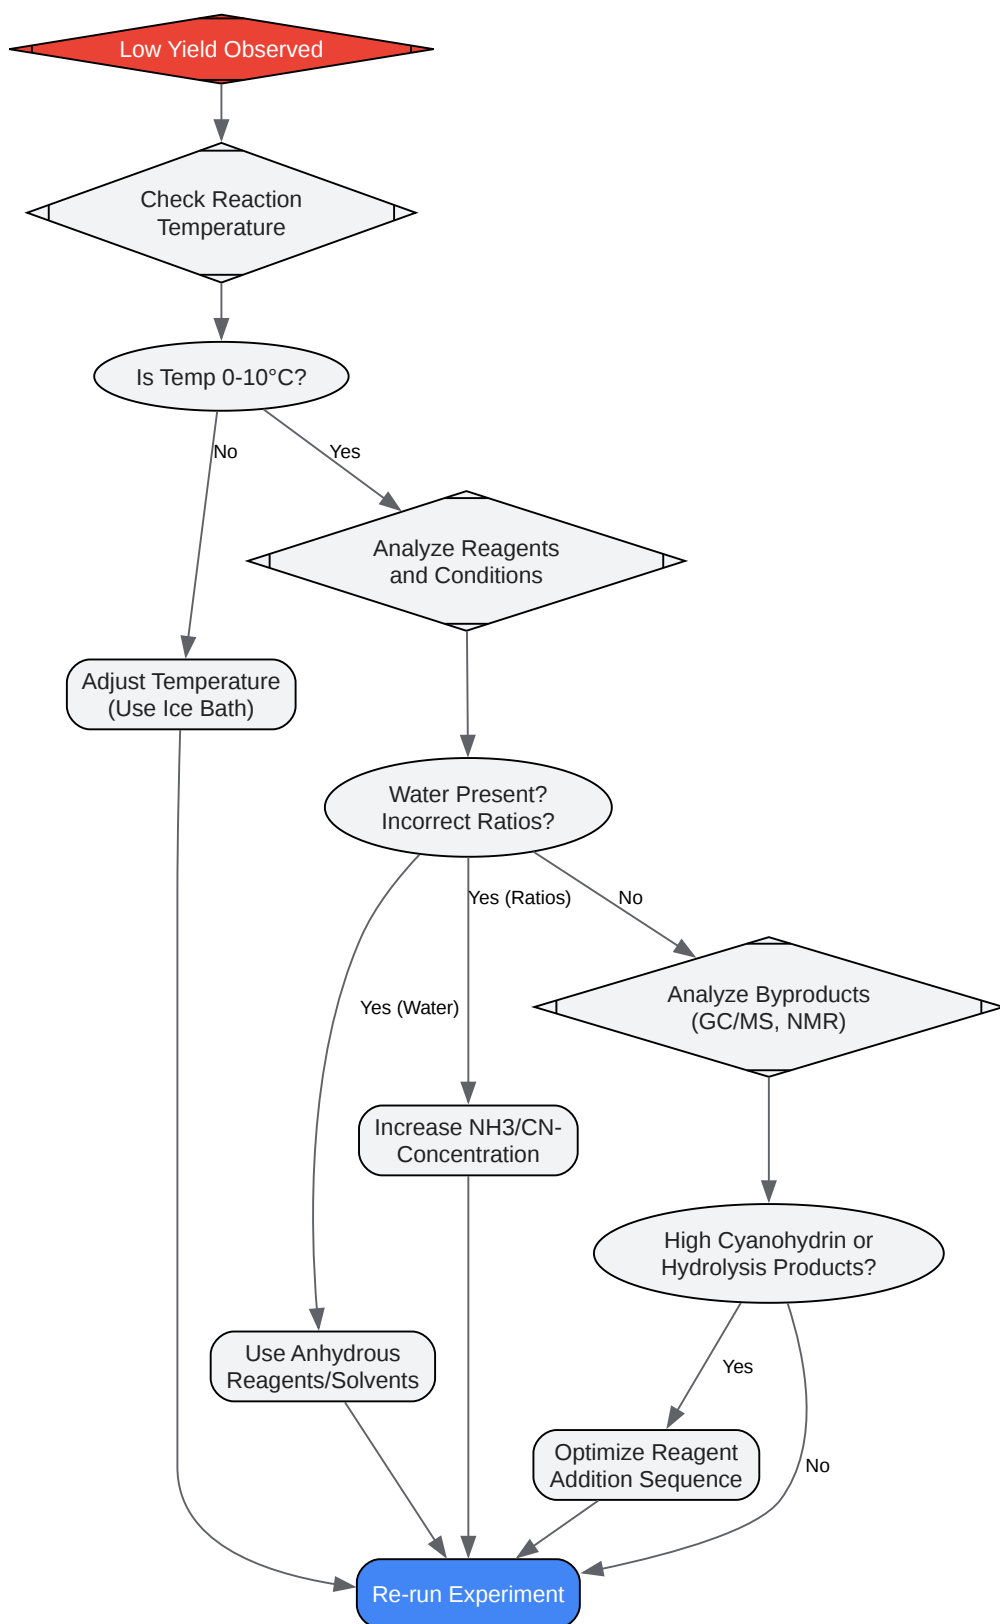 Low Yield Observed
Check Reaction
Temperature
Is Temp 0-10°C?
No
Yes
Analyze Reagents
and Conditions
Adjust Temperature
(Use Ice Bath)
Water Present?
Incorrect Ratios?
Yes (Ratios)
No
Analyze Byproducts
(GC/MS, NMR)
Yes (Water)
Increase NH3/CN-
Concentration
High Cyanohydrin or
Hydrolysis Products?
Use Anhydrous
Reagents/Solvents
Yes
Optimize Reagent
Addition Sequence
No
Re-run Experiment